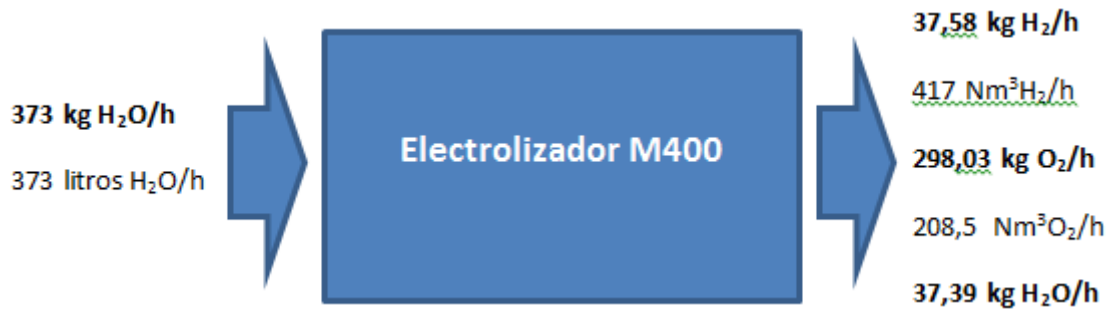 373 kg H₂O/h
373 litros H₂O/h
Electrolizador M400
37,58 kg H₂/h
417 Nm³H₂/h
298,03 kg O₂/h
208,5 Nm³O₂/h
37,39 kg H₂O/h